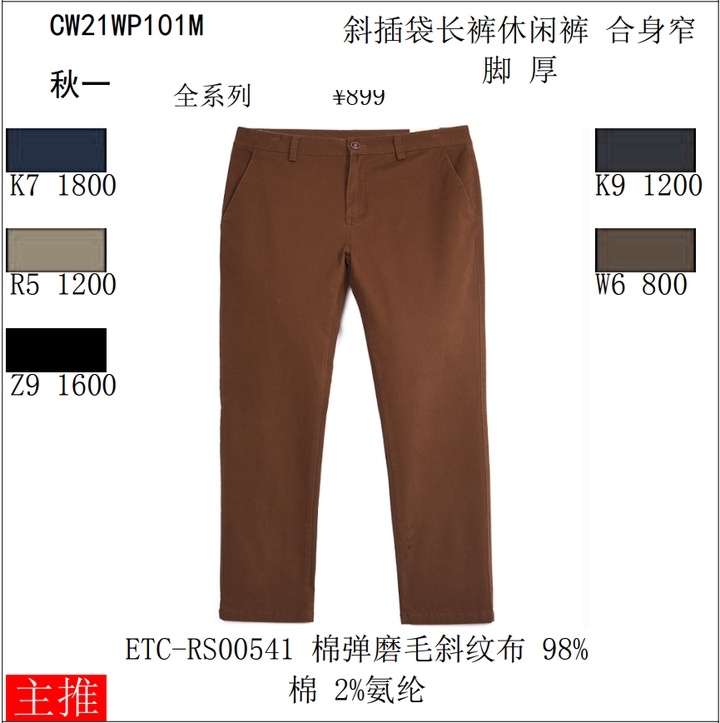 CW21WP101M
斜插袋长裤休闲裤 合身窄
脚 厚
秋一
全系列
¥899
K7 1800
K9 1200
R5 1200
W6 800
Z9 1600
ETC-RS00541 棉弹磨毛斜纹布 98%
棉 2%氨纶
主推